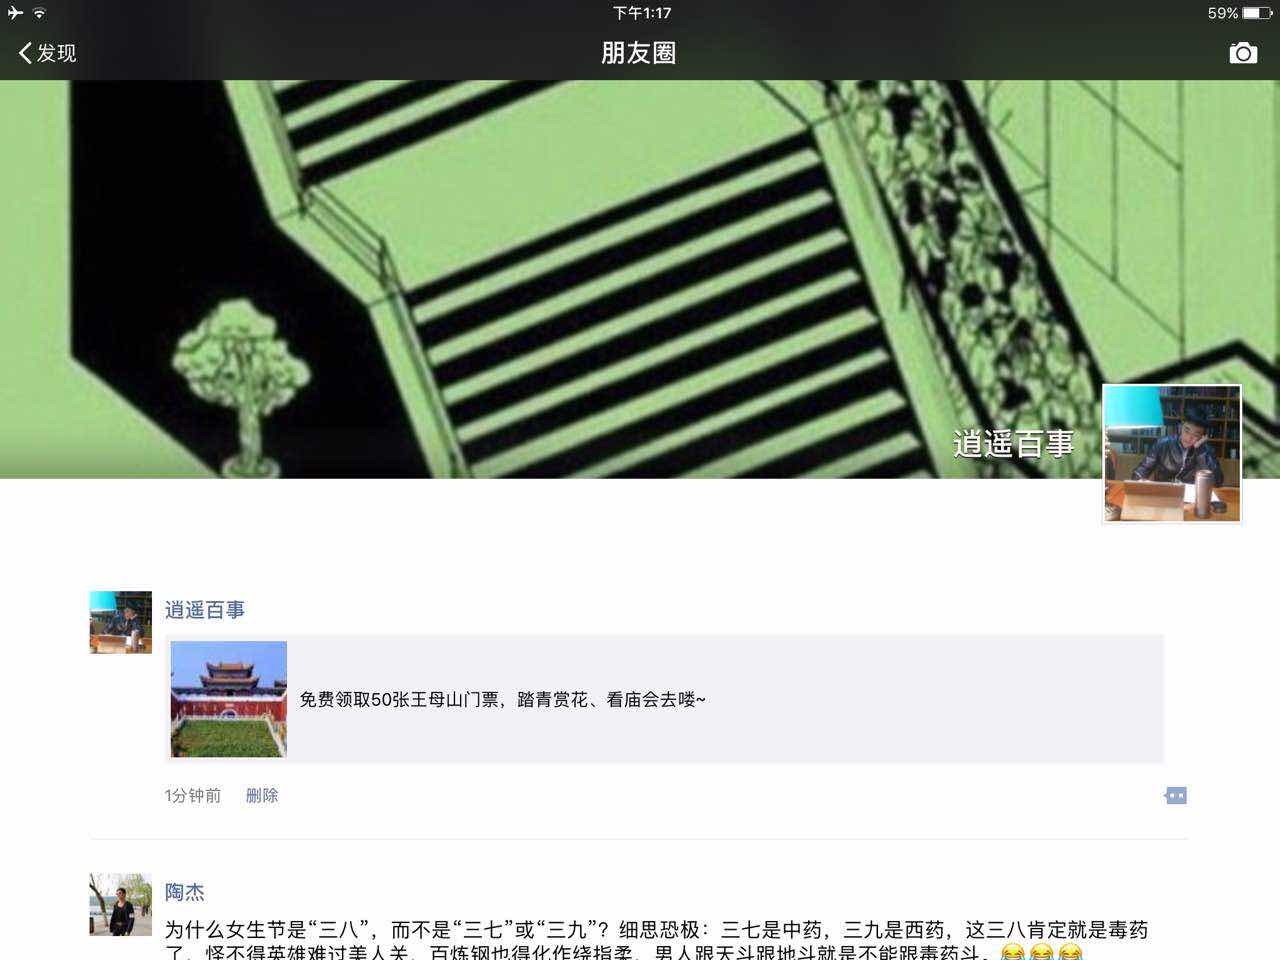 下午1:17
59%
发现
朋友圈
逍遥百事
逍遥百事
免费领取50张王母山门票，踏青赏花、看庙会去喽~
1分钟前 删除
陶杰
为什么女生节是“三八”，而不是“三七”或“三九”？细思恐极：三七是中药，三九是西药，这三八肯定就是毒药
了，怪不得英雄难过美人关，百炼钢也得化作绕指柔，男人跟天斗跟地斗就是不能跟毒药斗。😂😂😂